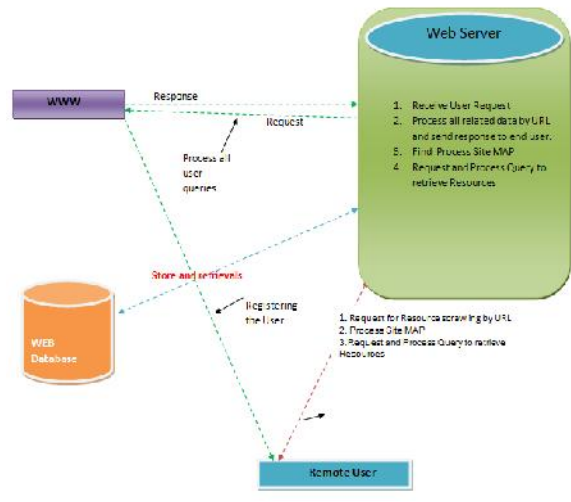 Web Server
WWW
Response
Request
Process all
user
queries
1. Receive User Request
2. Process all related data by URL
and send response to end user.
3. Find Process Site MAP
4. Request and Process Query to
retrieve Resources
Store and retrievals
Registering
the User
WEB
Database
1. Request for Resource scrawling by URL
2. Process Site MAP
3.Request and Process Query to retrieve
Resources
Remote User